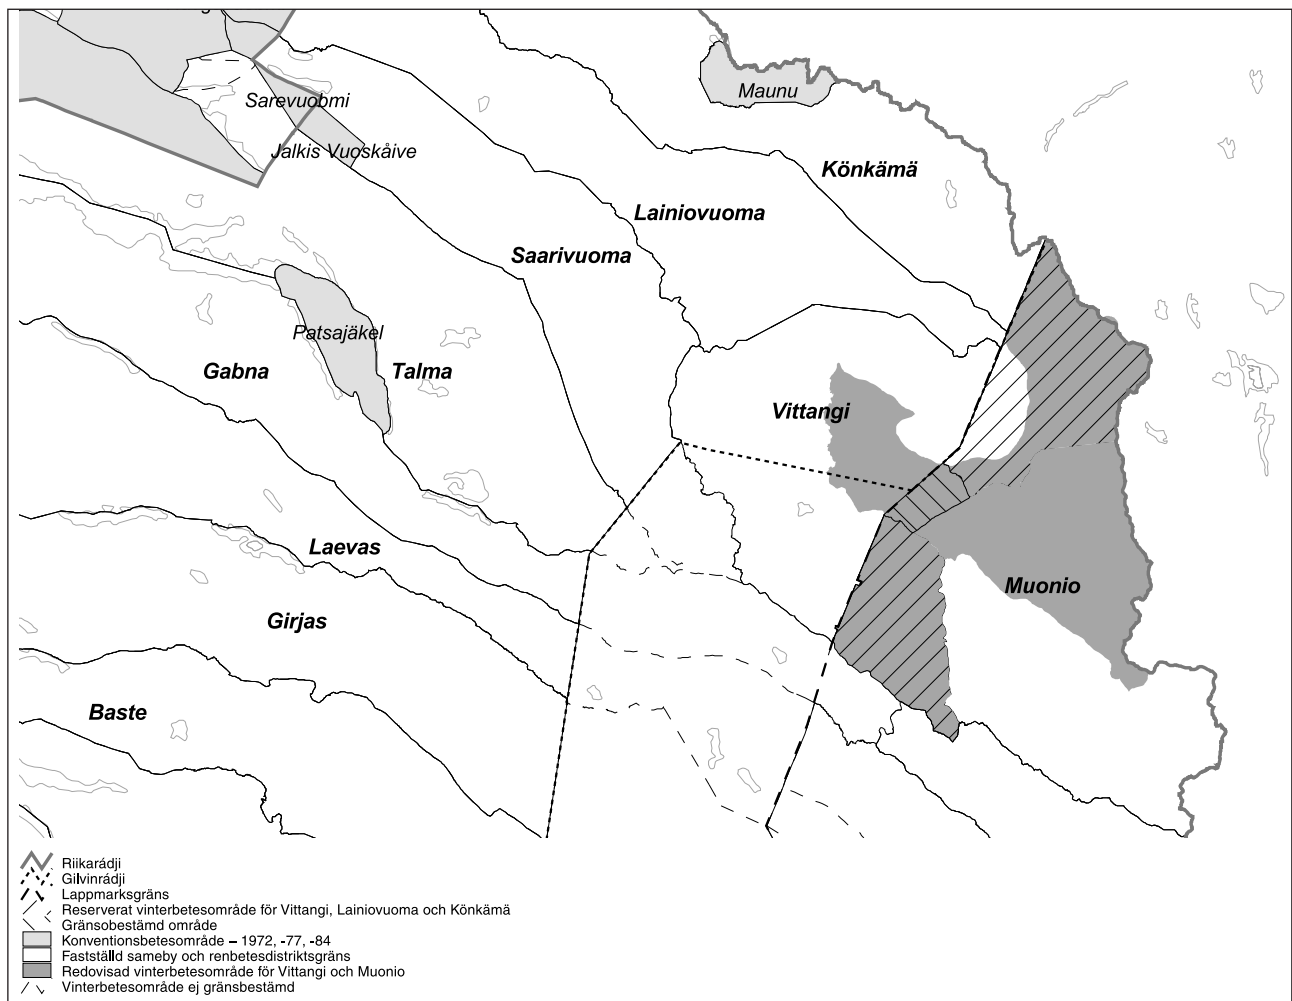 Maunu
Sarevuobmi
Jalkis Vuoskåive
Könkämä
Lainiovuoma
Saarivuoma
Patsajäkel
Gabna
Talma
Vittangi
Laevas
Muonio
Girjas
Baste
Riikarádji
Gilvinrádji
Lappmarksgräns
Reserverat vinterbetesområde för Vittangi, Lainiovuoma och Könkämä
Gränsobestämd område
Konventionsbetesområde – 1972, -77, -84
Fastställd sameby och renbetesdistriktsgräns
Redovisad vinterbetesområde för Vittangi och Muonio
Vinterbetesområde ej gränsbestämd